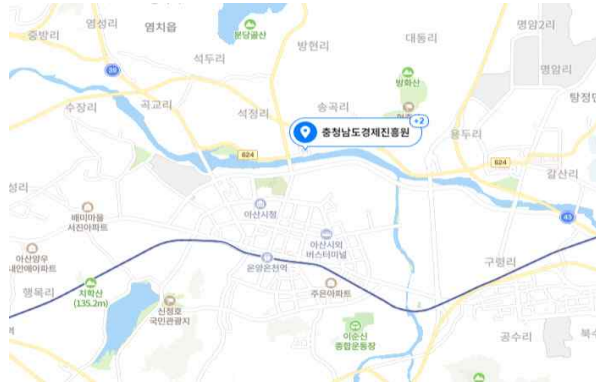 염성리
염치읍
중방리
분당골산
방현리
대동리
명암2리
석두리
39
방화산
명암리
수장리
곡교리
석정리
송곡리
탕정면
+2
충청남도경제진흥원
용두리
624
624
갈산리
아산시청
43
배미마을
서진아파트
아산시외
버스터미널
아산양우
내안애아파트
온양온천역
구령리
행목리
치학산
(135.2m)
주은아파트
신정호
국민관광지
이순신
종합운동장
공수리